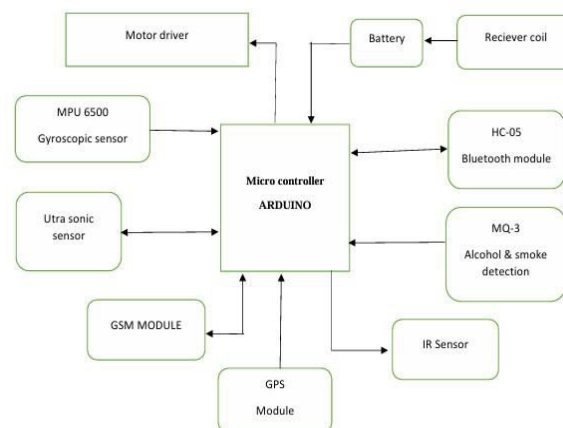 Motor driver
Battery
Reciever coil
MPU 6500
Gyroscopic sensor
HC-05
Bluetooth module
Micro controller
ARDUINO
Utra sonic
sensor
MQ-3
Alcohol & smoke
detection
GSM MODULE
IR Sensor
GPS
Module